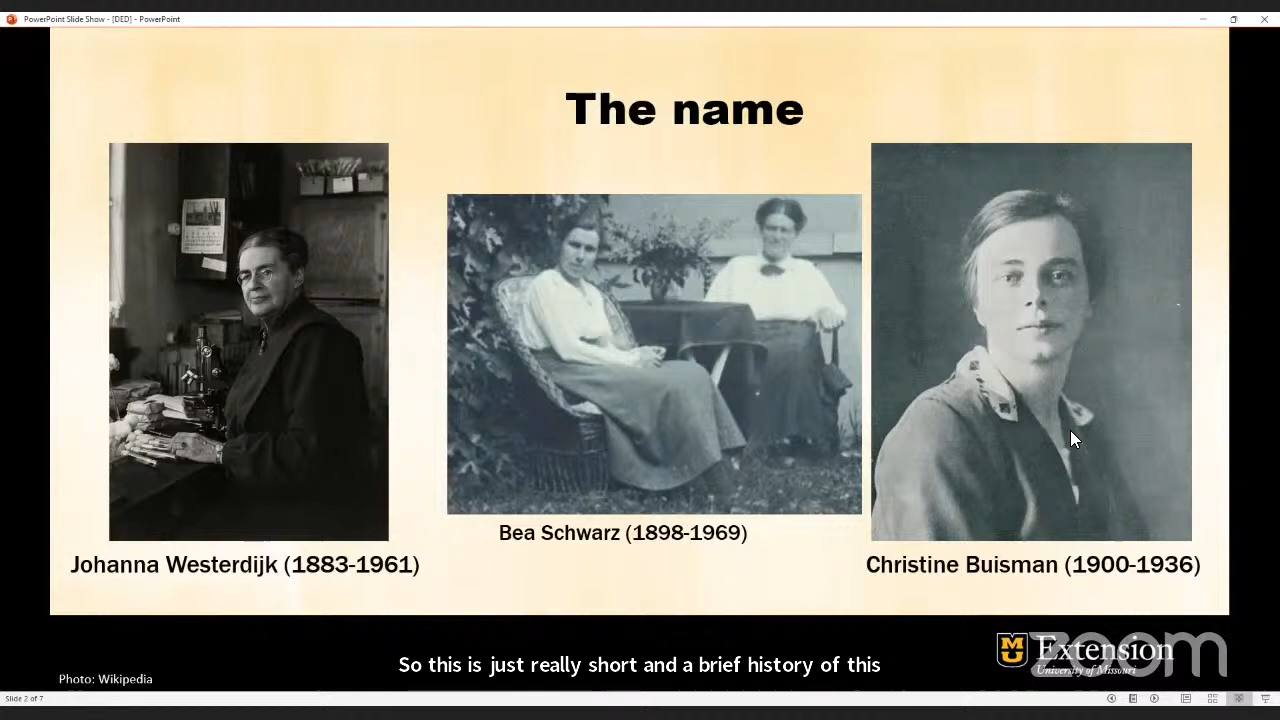 PowerPoint Slide Show - [DED] - PowerPoint
The name
Bea Schwarz (1898-1969)
Johanna Westerdijk (1883-1961)
Christine Buisman (1900-1936)
So this is just really short and a brief history of this
MU Extension
University of Missouri
zoom
Photo: Wikipedia
Slide 2 of 7